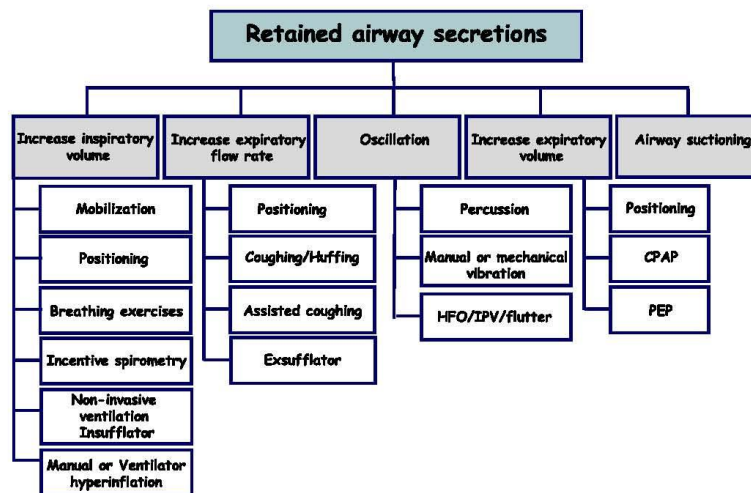 Retained airway secretions
Increase inspiratory
volume
Increase expiratory
flow rate
Oscillation
Increase expiratory
volume
Airway suctioning
Mobilization
Positioning
Breathing exercises
Incentive spirometry
Non-invasive
ventilation
Insufflator
Manual or Ventilator
hyperinflation
Positioning
Coughing/Huffing
Assisted coughing
Exsufflator
Percussion
Manual or mechanical
vibration
HFO/IPV/flutter
Positioning
CPAP
PEP